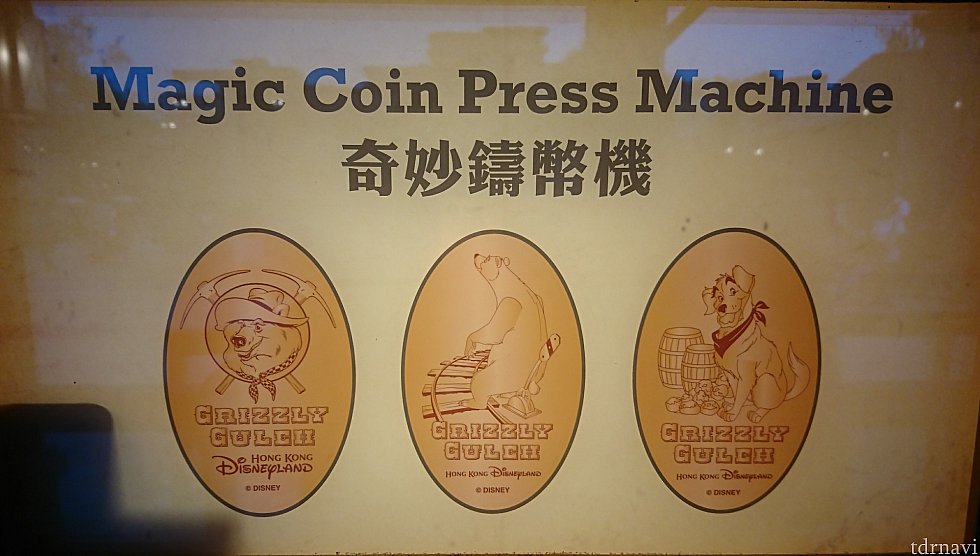 Magic Coin Press Machine
奇妙鑄幣機
GRIZZLY
GULCH
HONG KONG
DISNEYLAND
© DISNEY
GRIZZLY
GULCH
HONG KONG DISNEYLAND
© DISNEY
GRIZZLY
GULCH
HONG KONG DISNEYLAND
© DISNEY
tdrnavi